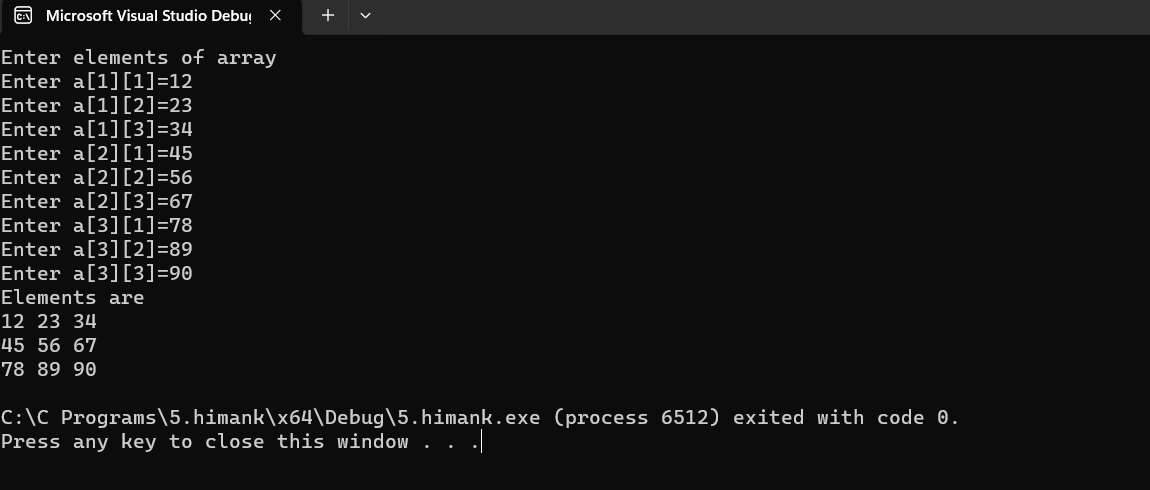 Microsoft Visual Studio Debu
Enter elements of array
Enter a[1][1]=12
Enter a[1][2]=23
Enter a[1][3]=34
Enter a[2][1]=45
Enter a[2][2]=56
Enter a[2][3]=67
Enter a[3][1]=78
Enter a[3][2]=89
Enter a[3][3]=90
Elements are
12 23 34
45 56 67
78 89 90
C:\C Programs\5.himank\x64\Debug\5.himank.exe (process 6512) exited with code 0.
Press any key to close this window . . .